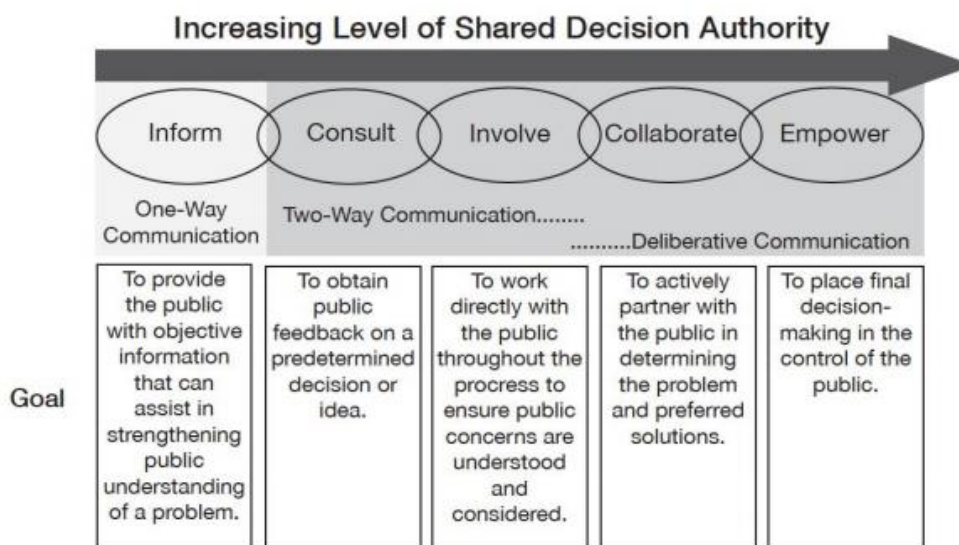 Increasing Level of Shared Decision Authority
Inform
Consult
Involve
Collaborate
Empower
One-Way
Communication
Two-Way Communication........
..........Deliberative Communication
Goal
To provide
the public
with objective
information
that can
assist in
strengthening
public
understanding
of a problem.
To obtain
public
feedback on a
predetermined
decision or
idea.
To work
directly with
the public
throughout the
procress to
ensure public
concerns are
understood
and
considered.
To actively
partner with
the public in
determining
the problem
and preferred
solutions.
To place final
decision-
making in the
control of the
public.